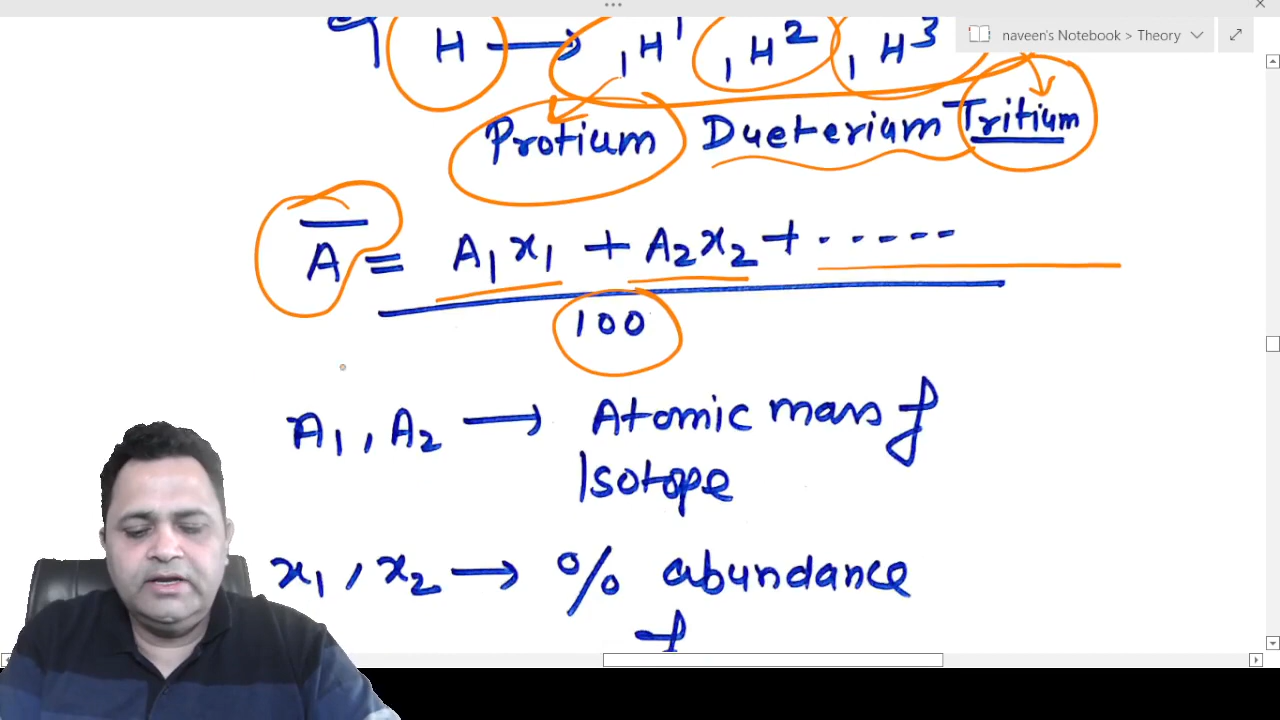 naveen's Notebook > Theory
H → ₁H¹ ₁H² ₁H³
Protium Dueterium Tritium
A̅ = A₁x₁ + A₂x₂ + ------
100
A₁, A₂ → Atomic mass of
Isotope
x₁, x₂ → % abundance
of